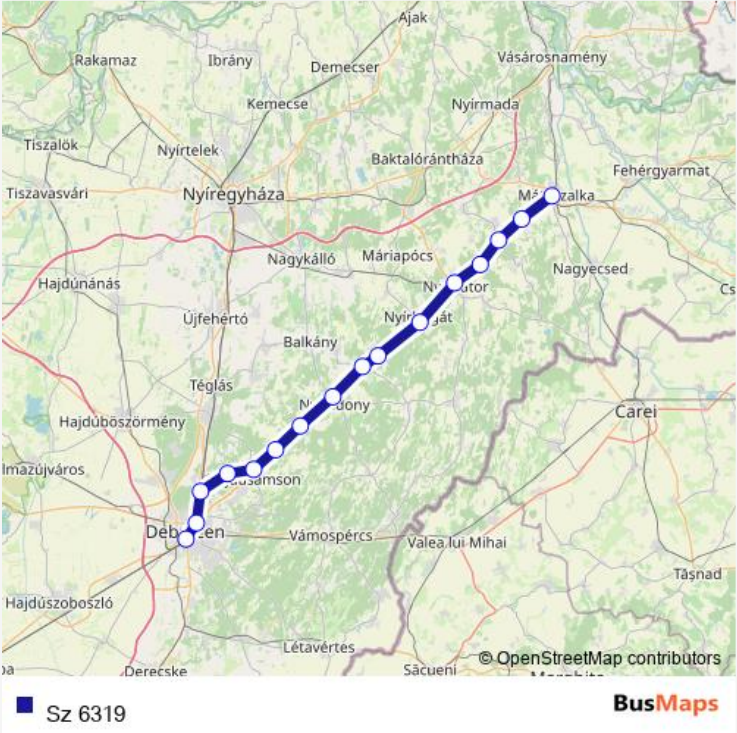 Ajak
Rakamaz
Ibrány
Vásárosnamény
Demecser
Kemecse
Nyírmada
Tiszalök
Nyírtelek
Baktalórántháza
Fehérgyarmat
Tiszavasvári
Nyíregyháza
Nagykálló
Máriapócs
Nagyecsed
Hajdúnánás
Újfehértó
Balkány
Téglás
Carei
Hajdúböszörmény
lmazújváros
Vámospércs
Valea lui Mihai
Tășnad
Hajdúszoboszló
Létavértes
© OpenStreetMap contributors
Săcueni
Derecske
Sz 6319
BusMaps